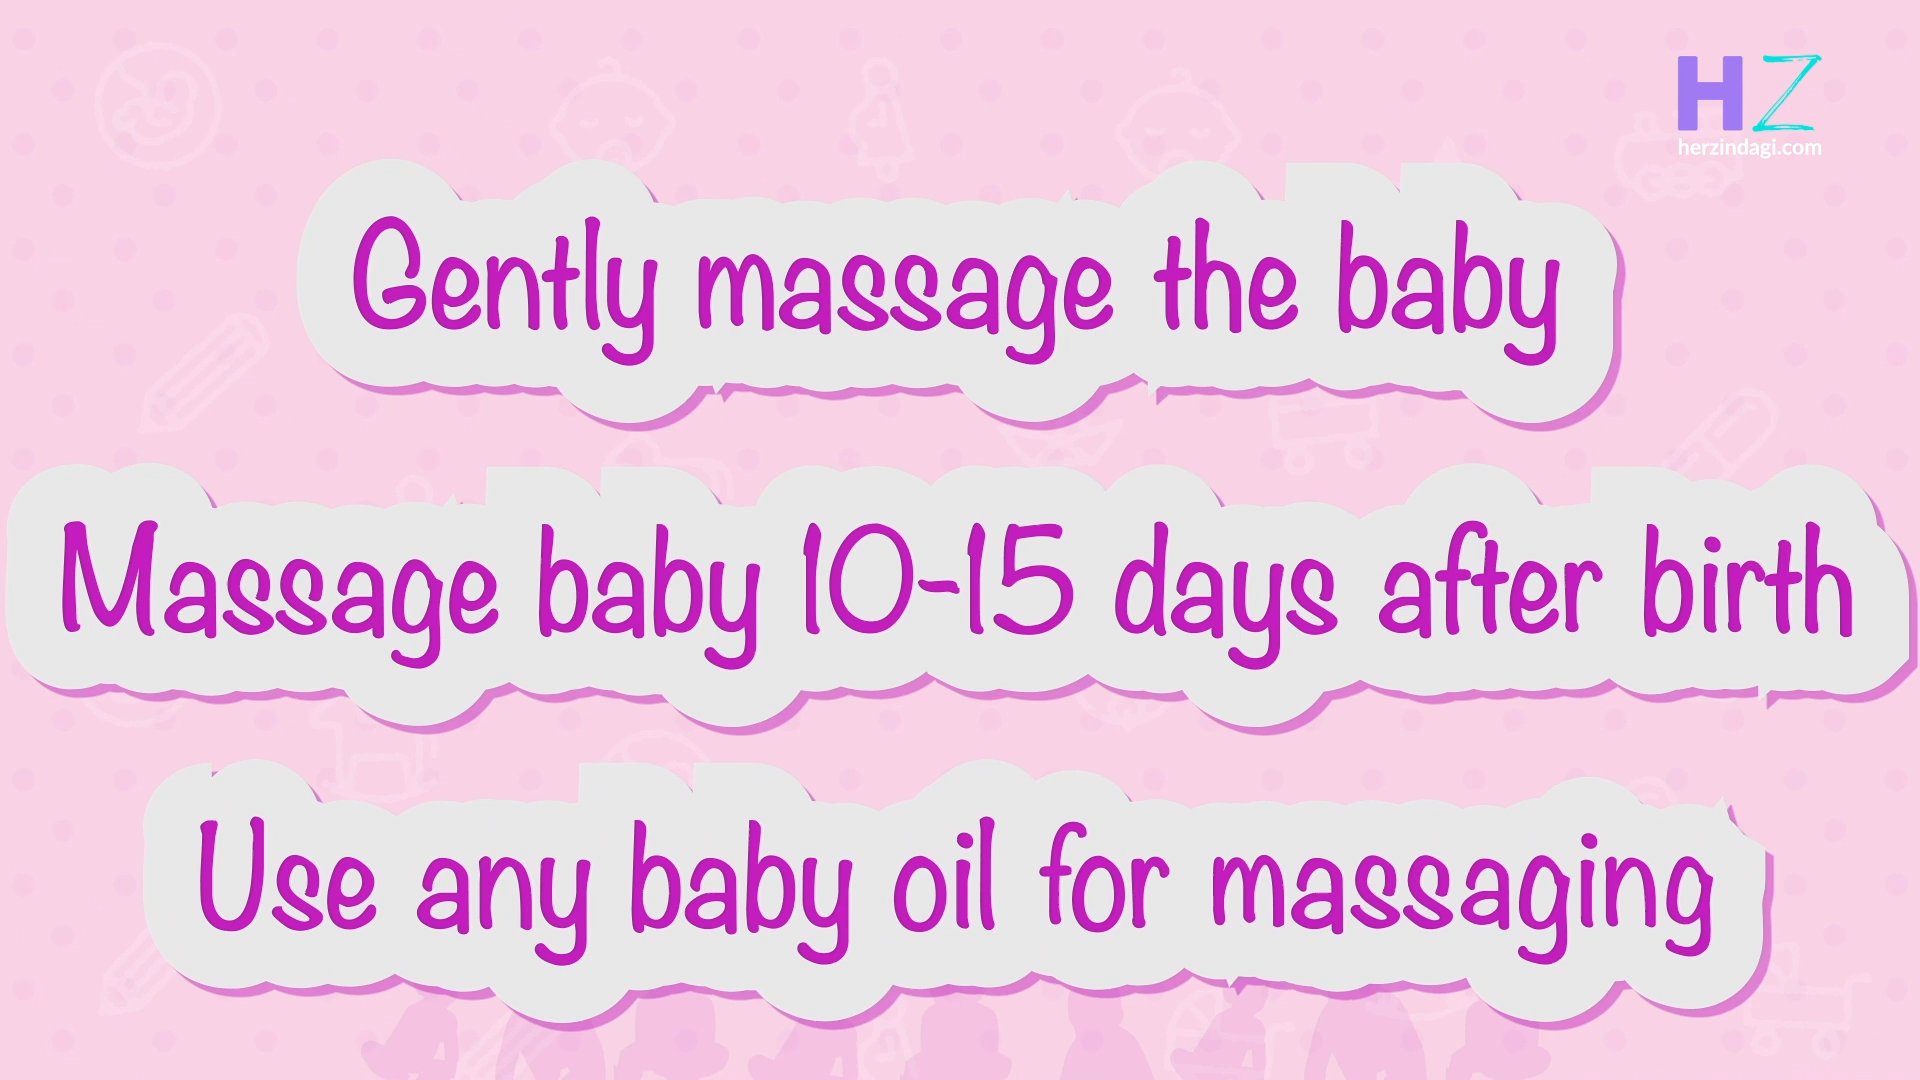 HZ
herzindagi.com
Gently massage the baby
Massage baby 10-15 days after birth
Use any baby oil for massaging